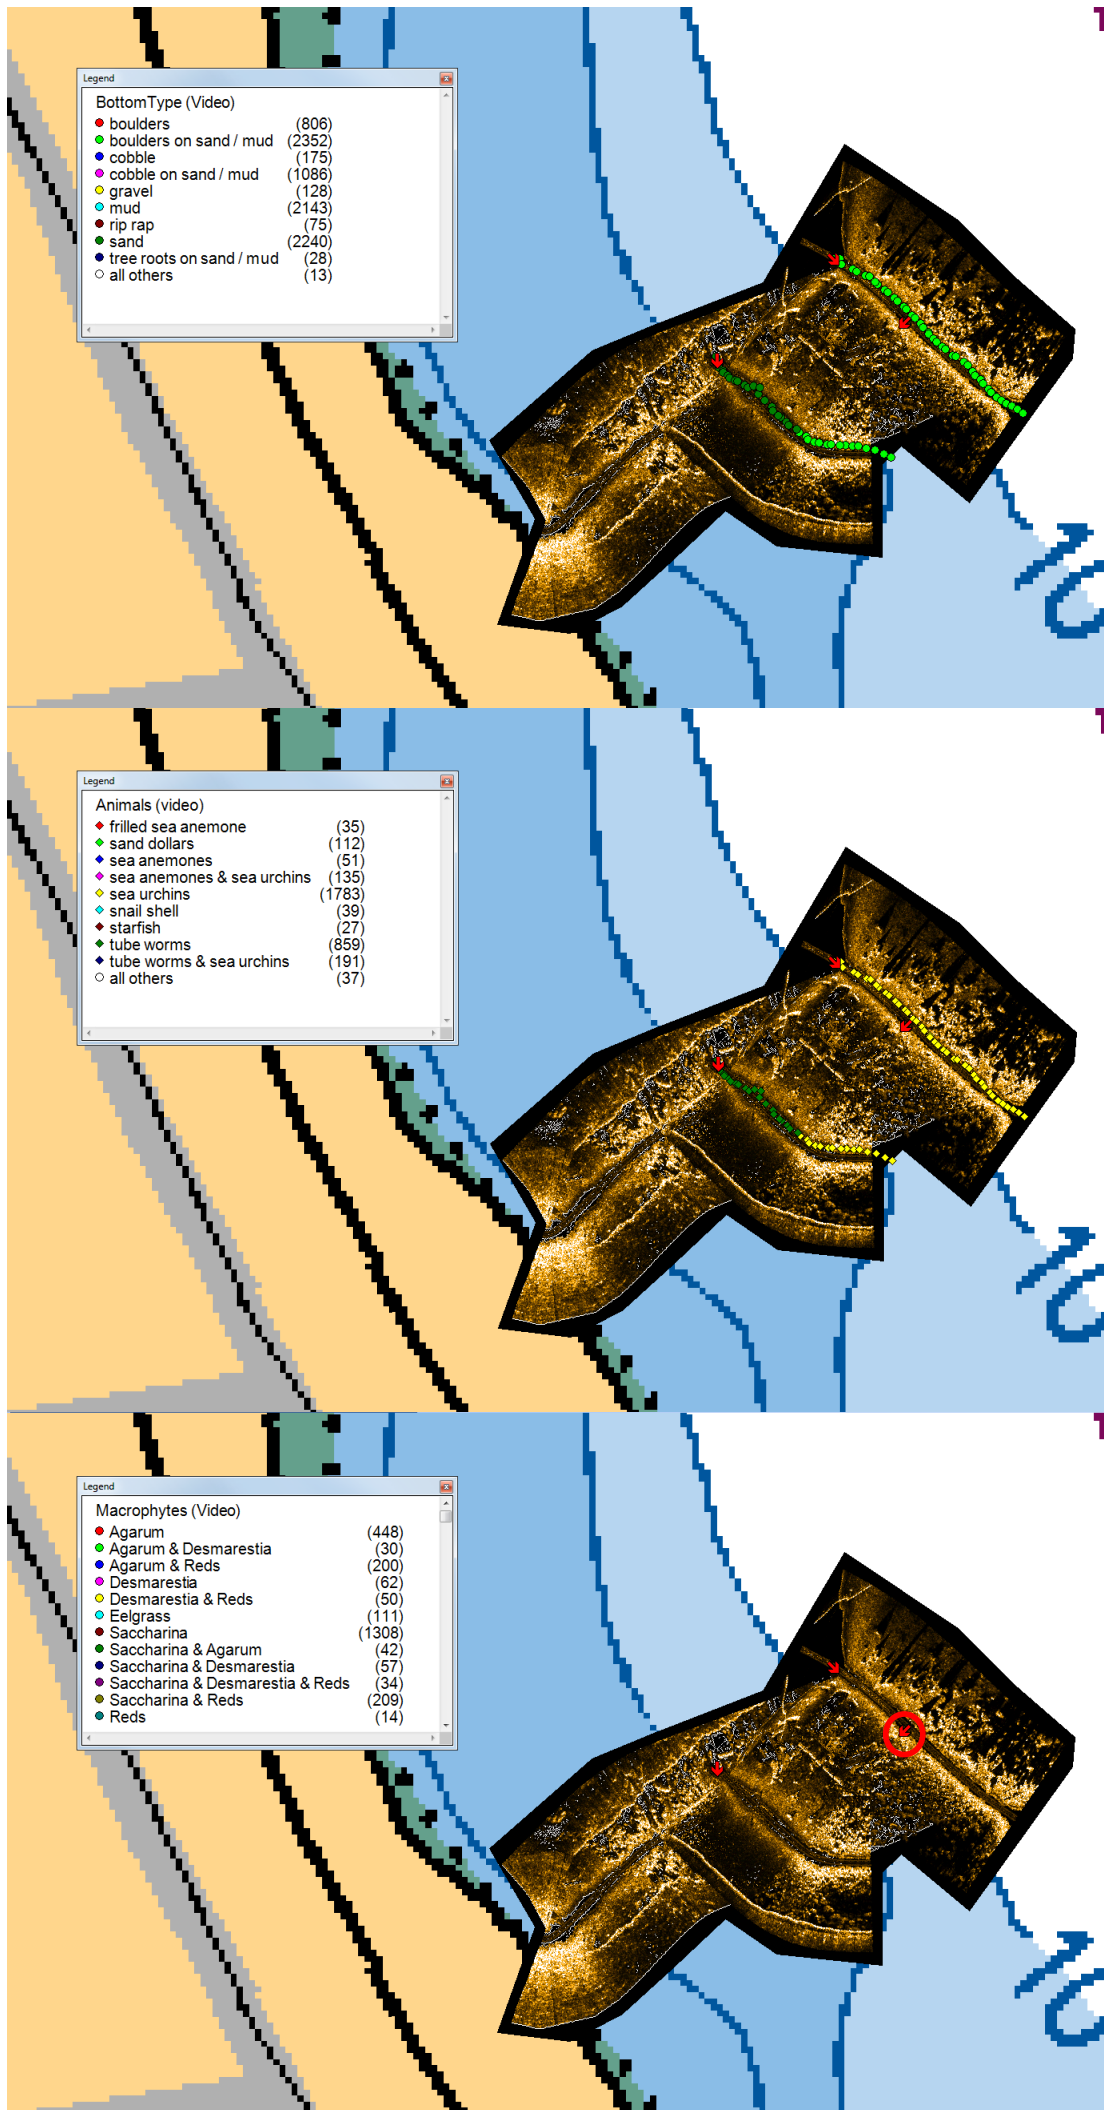 Legend
BottomType (Video)
boulders (806)
boulders on sand / mud (2352)
cobble (175)
cobble on sand / mud (1086)
gravel (128)
mud (2143)
rip rap (75)
sand (2240)
tree roots on sand / mud (28)
all others (13)
10
Legend
Animals (video)
frilled sea anemone (35)
sand dollars (112)
sea anemones (51)
sea anemones & sea urchins (135)
sea urchins (1783)
snail shell (39)
starfish (27)
tube worms (859)
tube worms & sea urchins (191)
all others (37)
10
Legend
Macrophytes (Video)
Agarum (448)
Agarum & Desmarestia (30)
Agarum & Reds (200)
Desmarestia (62)
Desmarestia & Reds (50)
Eelgrass (111)
Saccharina (1308)
Saccharina & Agarum (42)
Saccharina & Desmarestia (57)
Saccharina & Desmarestia & Reds (34)
Saccharina & Reds (209)
Reds (14)
10